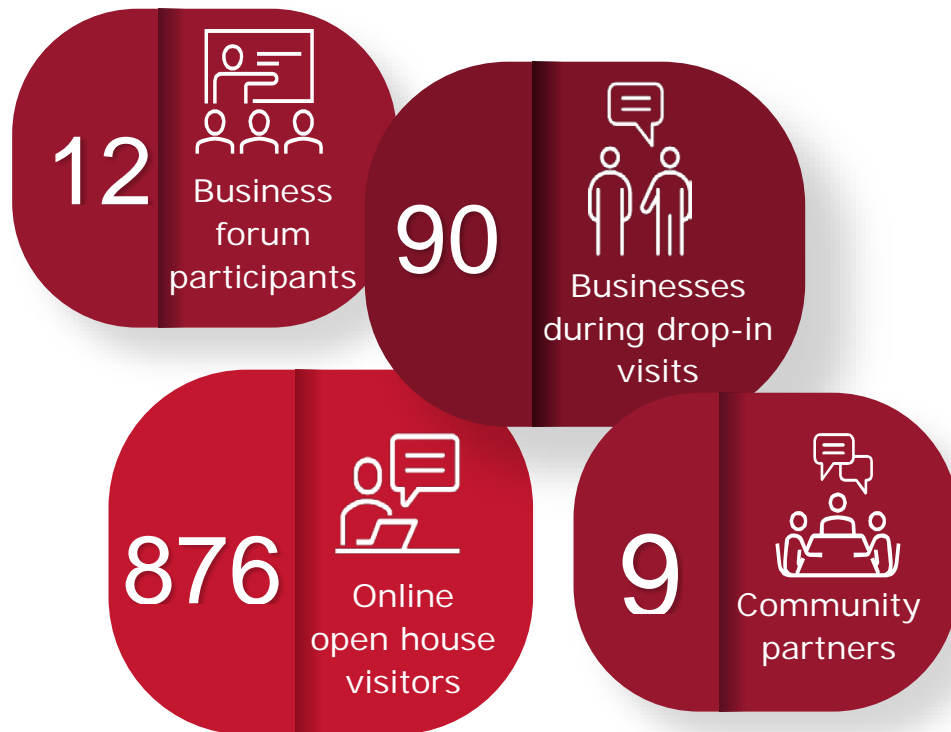 12
Business
forum
participants
90
Businesses
during drop-in
visits
876
Online
open house
visitors
9
Community
partners